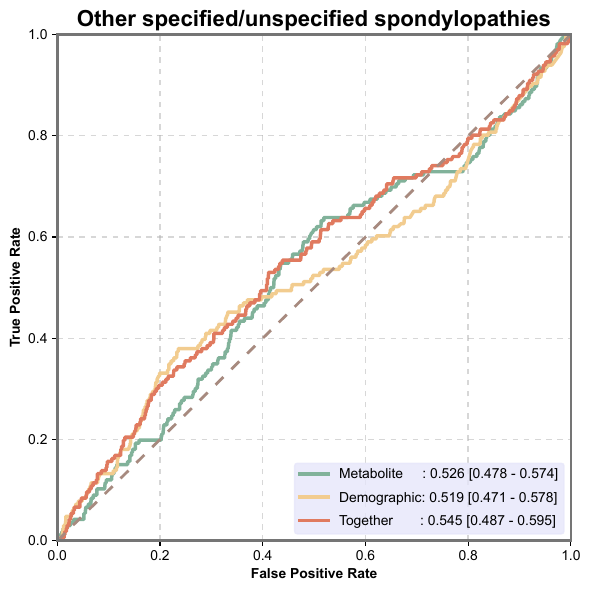 Other specified/unspecified spondylopathies
True Positive Rate
1.0
0.8
0.6
0.4
0.2
0.0
Metabolite : 0.526 [0.478 - 0.574]
Demographic: 0.519 [0.471 - 0.578]
Together : 0.545 [0.487 - 0.595]
0.0 0.2 0.4 0.6 0.8 1.0
False Positive Rate